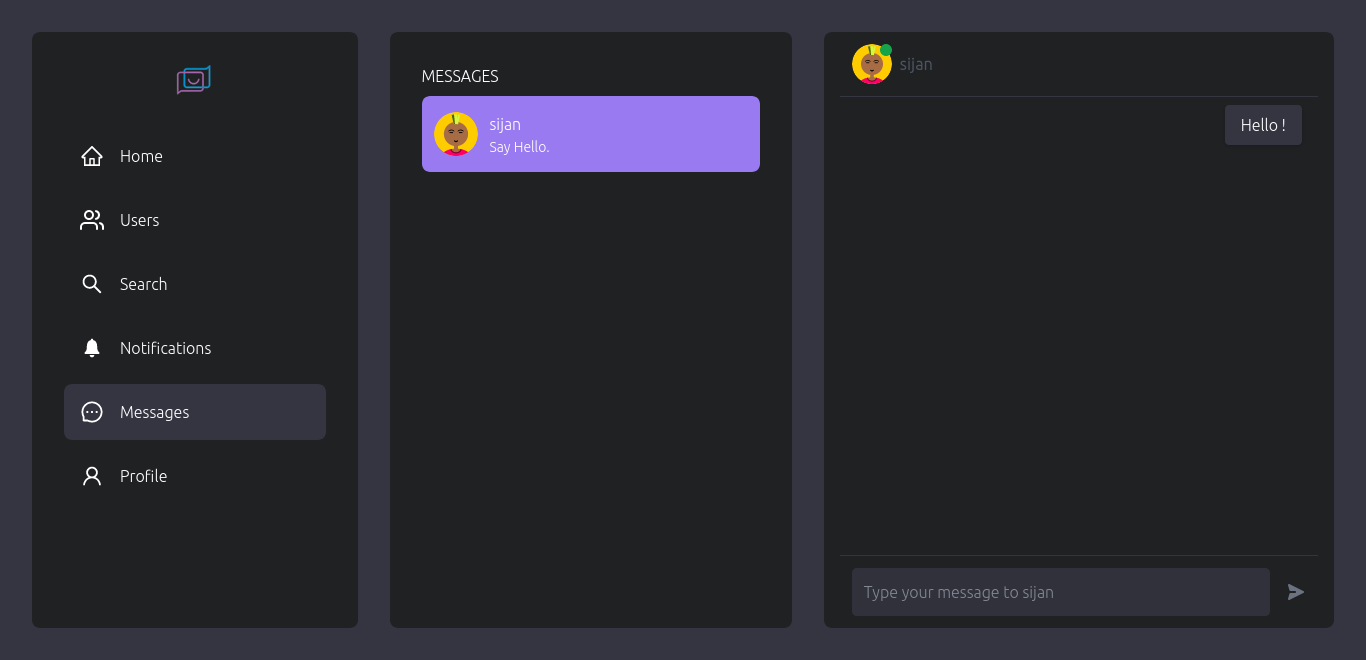 Home
Users
Search
Notifications
Messages
Profile
MESSAGES
sijan
Say Hello.
sijan
Hello !
Type your message to sijan